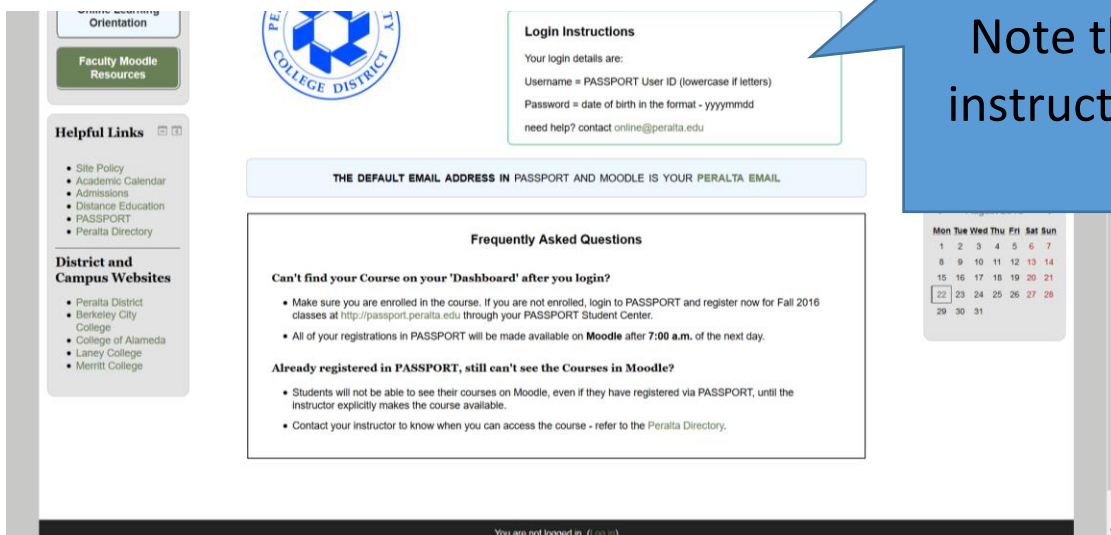 Orientation
Faculty Moodle
Resources
Helpful Links
Site Policy
Academic Calendar
Admissions
Distance Education
PASSPORT
Peralta Directory
District and
Campus Websites
Peralta District
Berkeley City
College
College of Alameda
Laney College
Merritt College
COLLEGE DISTRICT
Login Instructions
Your login details are:
Username = PASSPORT User ID (lowercase if letters)
Password = date of birth in the format - yyyymmdd
need help? contact online@peralta.edu
THE DEFAULT EMAIL ADDRESS IN PASSPORT AND MOODLE IS YOUR PERALTA EMAIL
Frequently Asked Questions
Can't find your Course on your 'Dashboard' after you login?
Make sure you are enrolled in the course. If you are not enrolled, login to PASSPORT and register now for Fall 2016
classes at http://passport.peralta.edu through your PASSPORT Student Center.
All of your registrations in PASSPORT will be made available on Moodle after 7:00 a.m. of the next day.
Already registered in PASSPORT, still can't see the Courses in Moodle?
Students will not be able to see their courses on Moodle, even if they have registered via PASSPORT, until the
instructor explicitly makes the course available.
Contact your instructor to know when you can access the course - refer to the Peralta Directory.
Note
Mon Tue Wed Thu Fri Sat Sun
1 2 3 4 5 6 7
8 9 10 11 12 13 14
15 16 17 18 19 20 21
22 23 24 25 26 27 28
29 30 31
You are not logged in. (Log in)